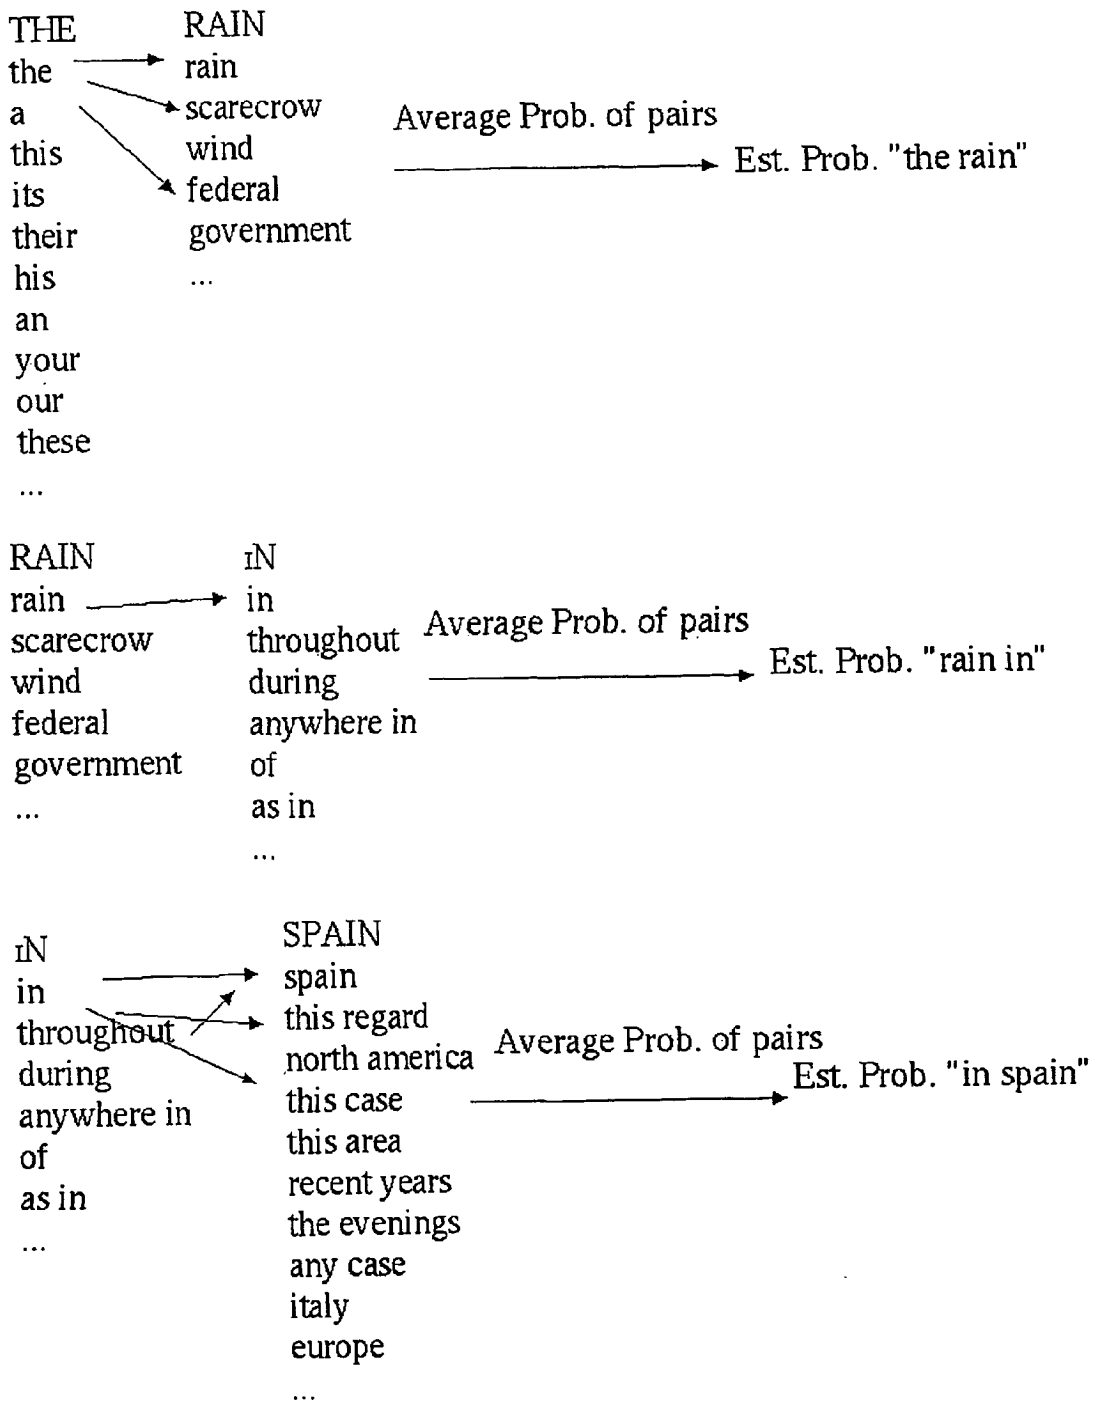 THE
the
a
this
its
their
his
an
your
our
these
...
RAIN
rain
scarecrow
wind
federal
government
...
Average Prob. of pairs
Est. Prob. "the rain"
RAIN
rain
scarecrow
wind
federal
government
...
IN
in
throughout
during
anywhere in
of
as in
...
Average Prob. of pairs
Est. Prob. "rain in"
IN
in
throughout
during
anywhere in
of
as in
...
SPAIN
spain
this regard
north america
this case
this area
recent years
the evenings
any case
italy
europe
...
Average Prob. of pairs
Est. Prob. "in spain"